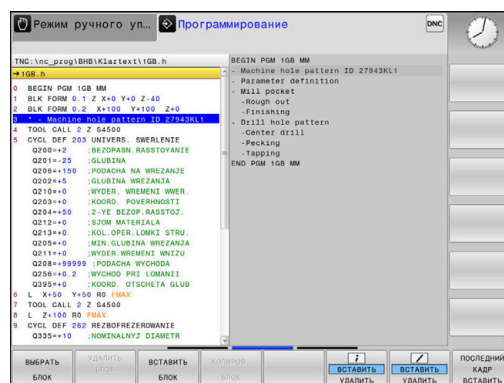 Режим ручного уп…
Программирование
DNC
TNC:\nc_prog\BHB\Klartext\1GB.h
→1GB.h
0 BEGIN PGM 1GB MM
1 BLK FORM 0.1 Z X+0 Y+0 Z-40
2 BLK FORM 0.2 X+100 Y+100 Z+0
3 * - Machine hole pattern ID 27943KL1
4 TOOL CALL 2 Z S4500
5 CYCL DEF 203 UNIVERS. SWERLENIE
Q200=+2 ;BEZOPASN.RASSTOYANIE
Q201=-25 ;GLUBINA
Q206=+150 ;PODACHA NA WREZANJE
Q202=+5 ;GLUBINA WREZANJA
Q210=+0 ;WYDER. WREMENI WWER.
Q203=+0 ;KOORD. POVERHNOSTI
Q204=+50 ;2-YE BEZOP.RASSTOJ.
Q212=+0 ;SJOM MATERIALA
Q213=+0 ;KOL.OPER.LOMKI STRU.
Q205=+0 ;MIN.GLUBINA WREZANJA
Q211=+0 ;WYDER.WREMENI WNIZU
Q208=+99999 ;PODACHA WYCHODA
Q256=+0.2 ;WYCHOD PRI LOMANII
Q395=+0 ;KOORD. OTSCHETA GLUB
6 L X+50 Y+50 R0 FMAX
7 TOOL CALL 2 Z S4500
8 L Z+100 R0 FMAX
9 CYCL DEF 262 REZBOFREZEROWANIE
Q335=+10 ;NOMINALNYJ DIAMETR
BEGIN PGM 1GB MM
- Machine hole pattern ID 27943KL1
- Parameter definition
- Mill pocket
-Rough out
-Finishing
- Drill hole pattern
-Center drill
-Pecking
-Tapping
END PGM 1GB MM
ВЫБРАТЬ
БЛОК
УДАЛИТЬ
БЛОК
ВСТАВИТЬ
БЛОК
КОПИРОВ.
БЛОК
ВСТАВИТЬ
УДАЛИТЬ
ВСТАВИТЬ
УДАЛИТЬ
ПОСЛЕДНИЙ
КАДР
ВСТАВИТЬ